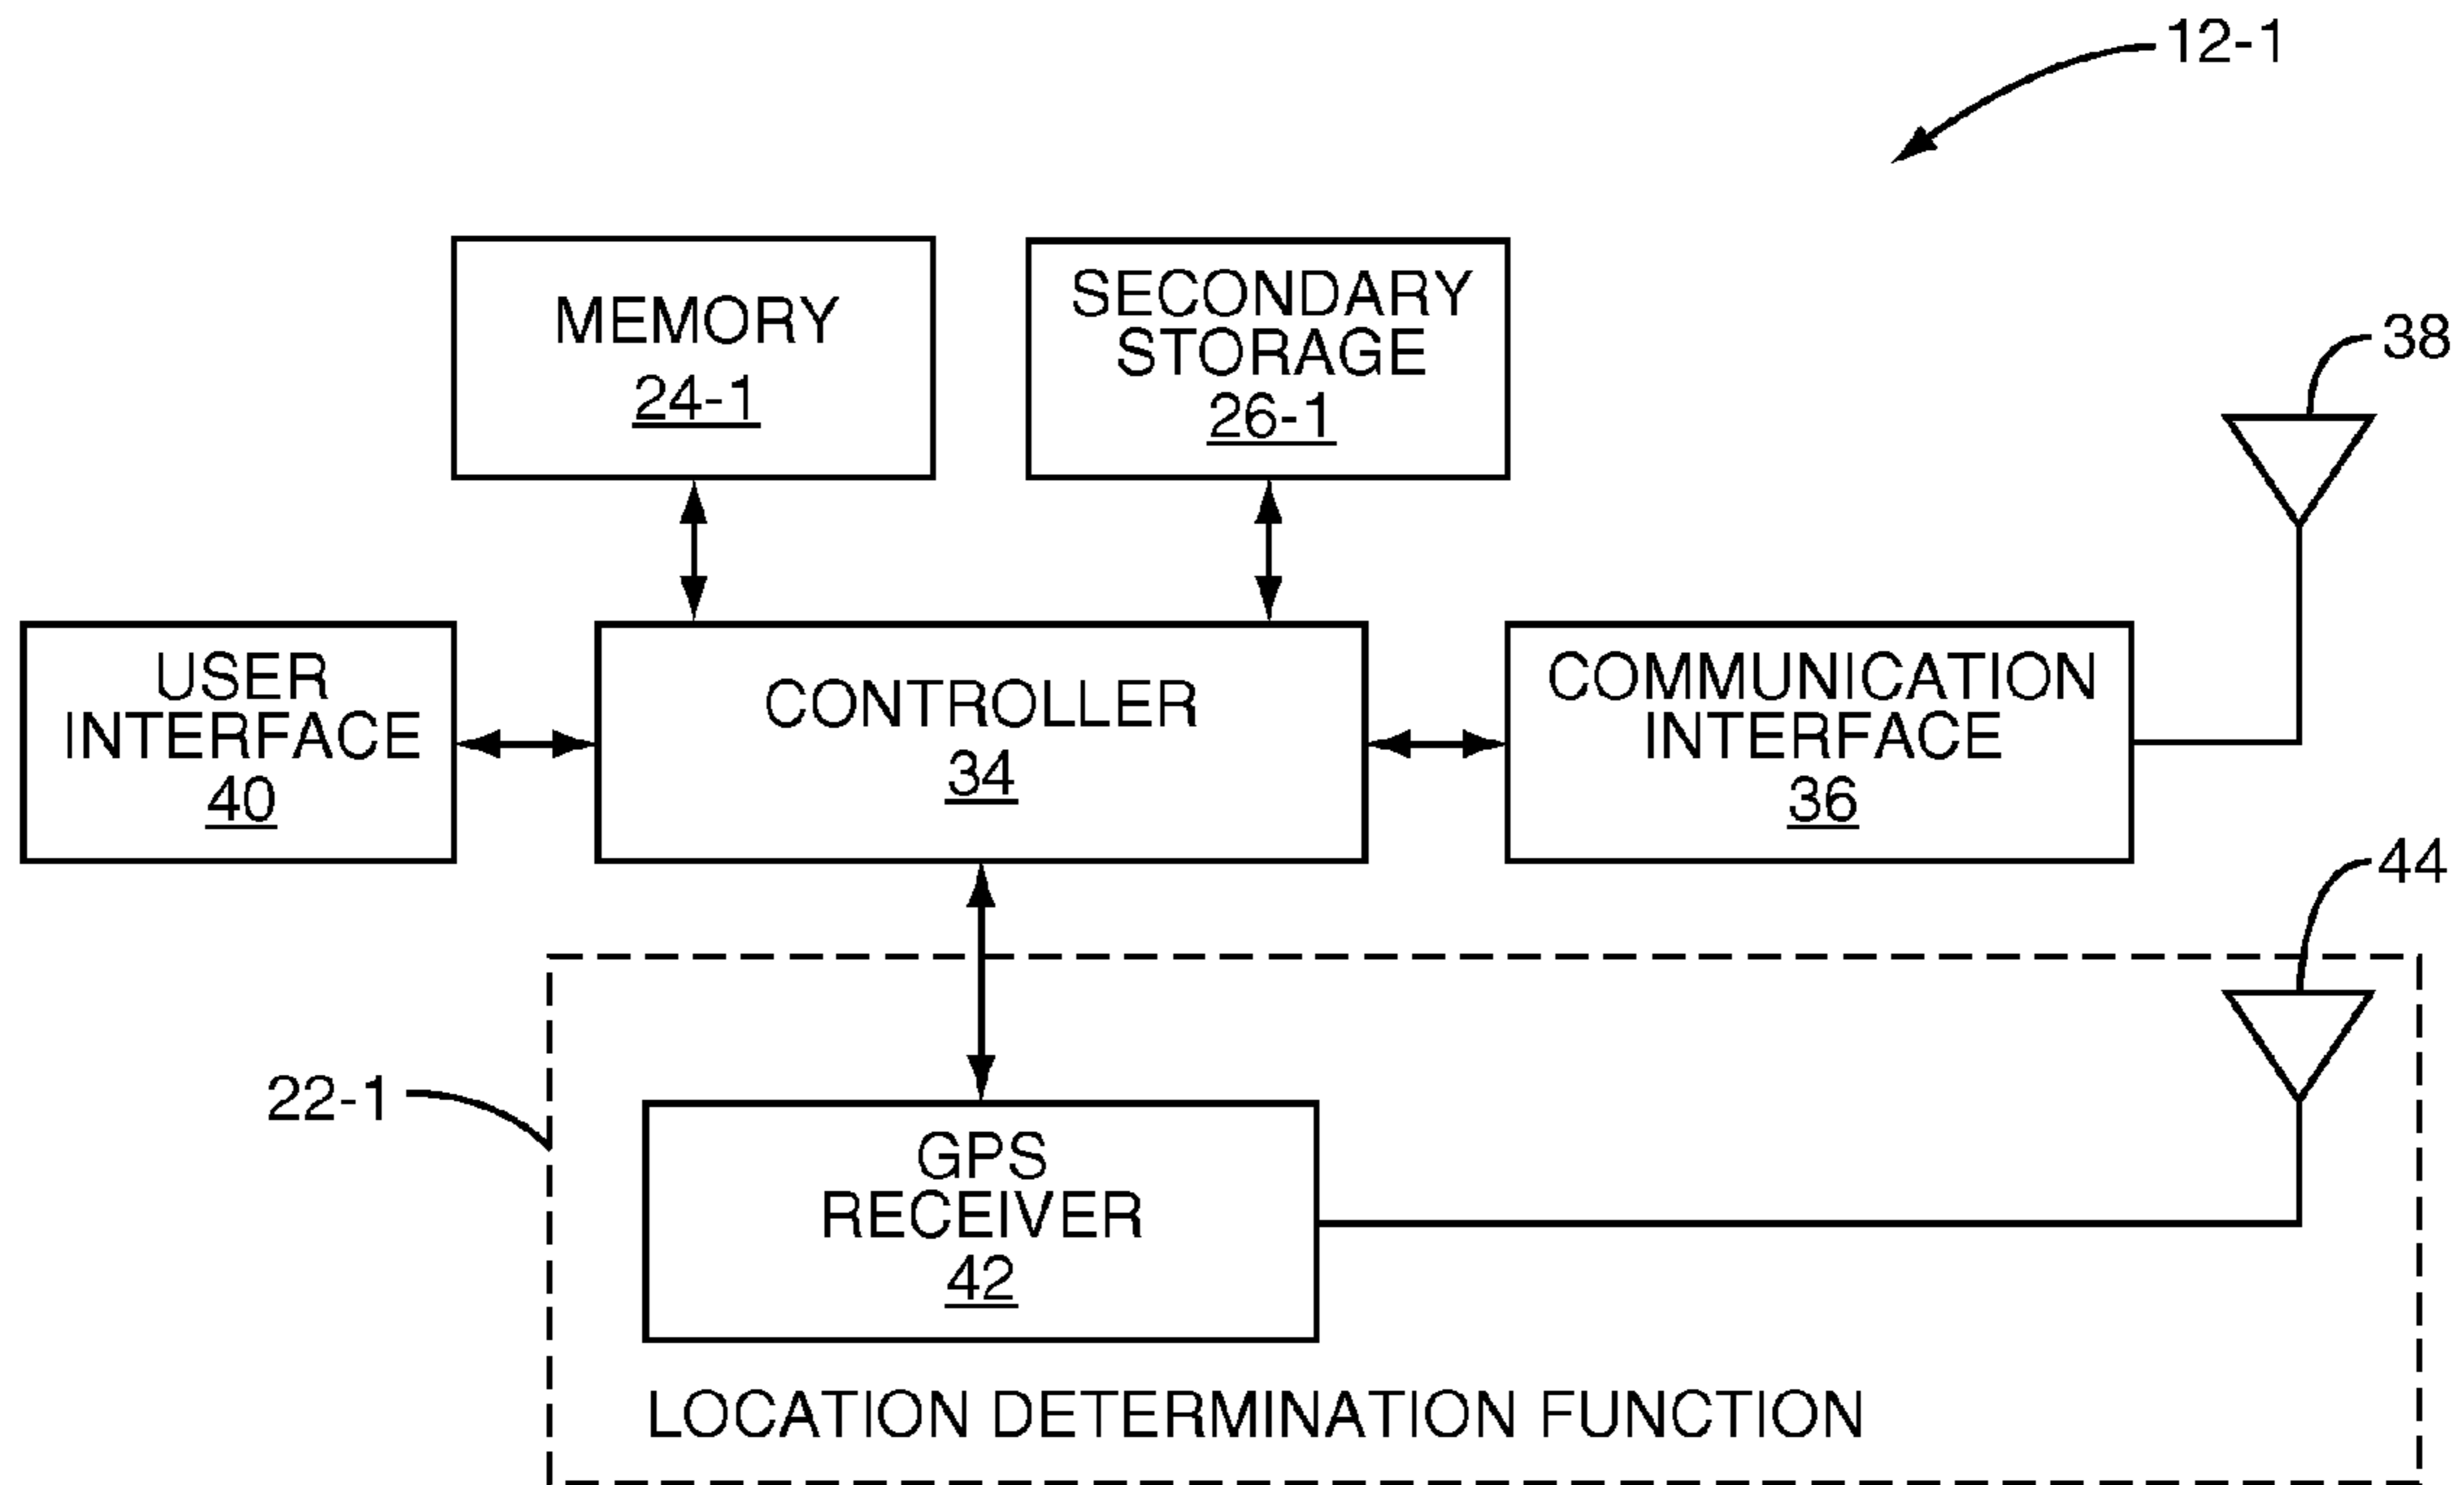 12-1
MEMORY
24-1
SECONDARY
STORAGE
26-1
38
USER
INTERFACE
40
CONTROLLER
34
COMMUNICATION
INTERFACE
36
44
22-1
GPS
RECEIVER
42
LOCATION DETERMINATION FUNCTION